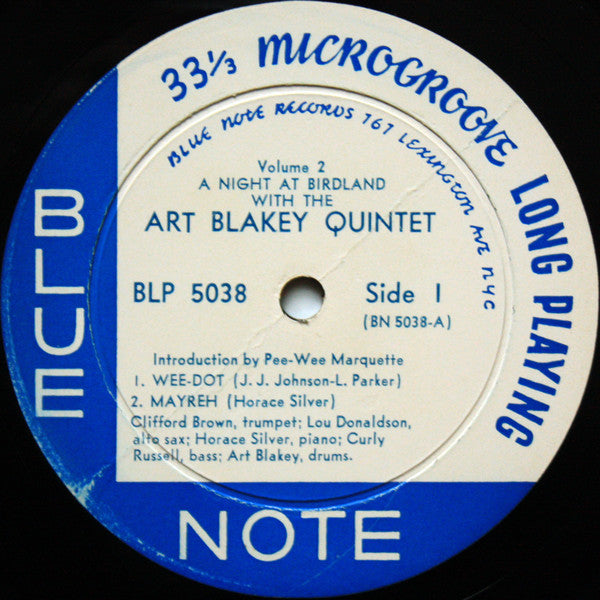 33⅓ MICROGROOVE LONG PLAYING
BLUE NOTE RECORDS 767 LEXINGTON AVE NYC
Volume 2
A NIGHT AT BIRDLAND
WITH THE
ART BLAKEY QUINTET
BLP 5038
Side 1
(BN 5038-A)
Introduction by Pee-Wee Marquette
1. WEE-DOT (J. J. Johnson-L. Parker)
2. MAYREH (Horace Silver)
Clifford Brown, trumpet; Lou Donaldson,
alto sax; Horace Silver, piano; Curly
Russell, bass; Art Blakey, drums.
BLUE
NOTE